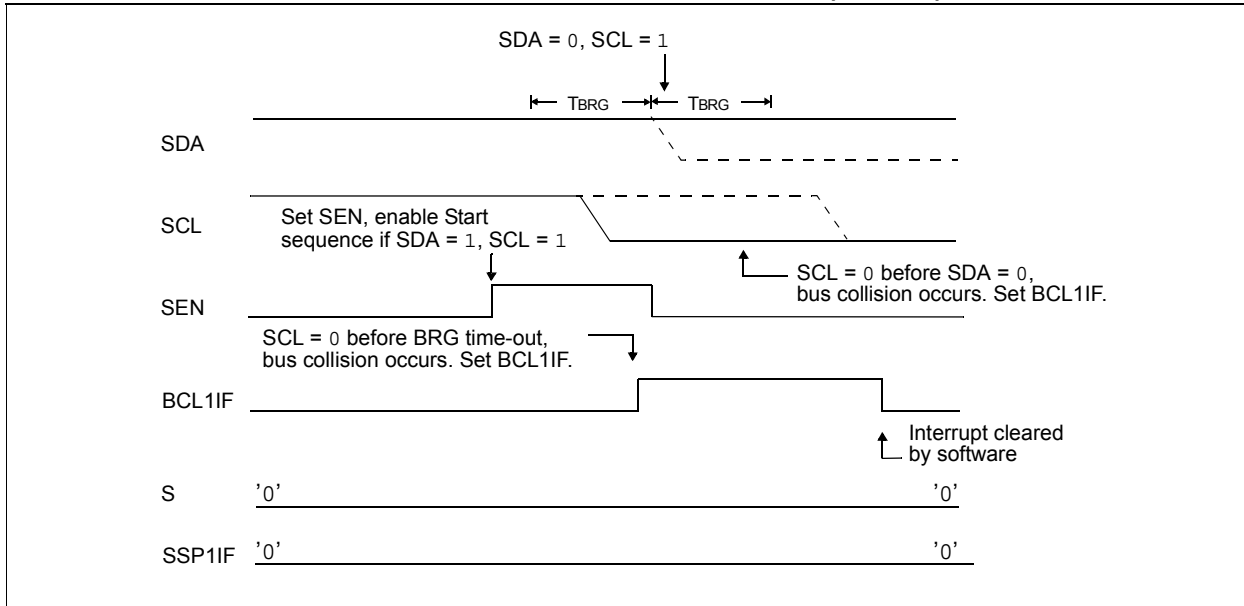 SDA = 0, SCL = 1
TBRG TBRG
SDA
SCL
Set SEN, enable Start
sequence if SDA = 1, SCL = 1
SCL = 0 before SDA = 0,
bus collision occurs. Set BCL1IF.
SEN
SCL = 0 before BRG time-out,
bus collision occurs. Set BCL1IF.
BCL1IF
Interrupt cleared
by software
S '0' '0'
SSP1IF '0' '0'